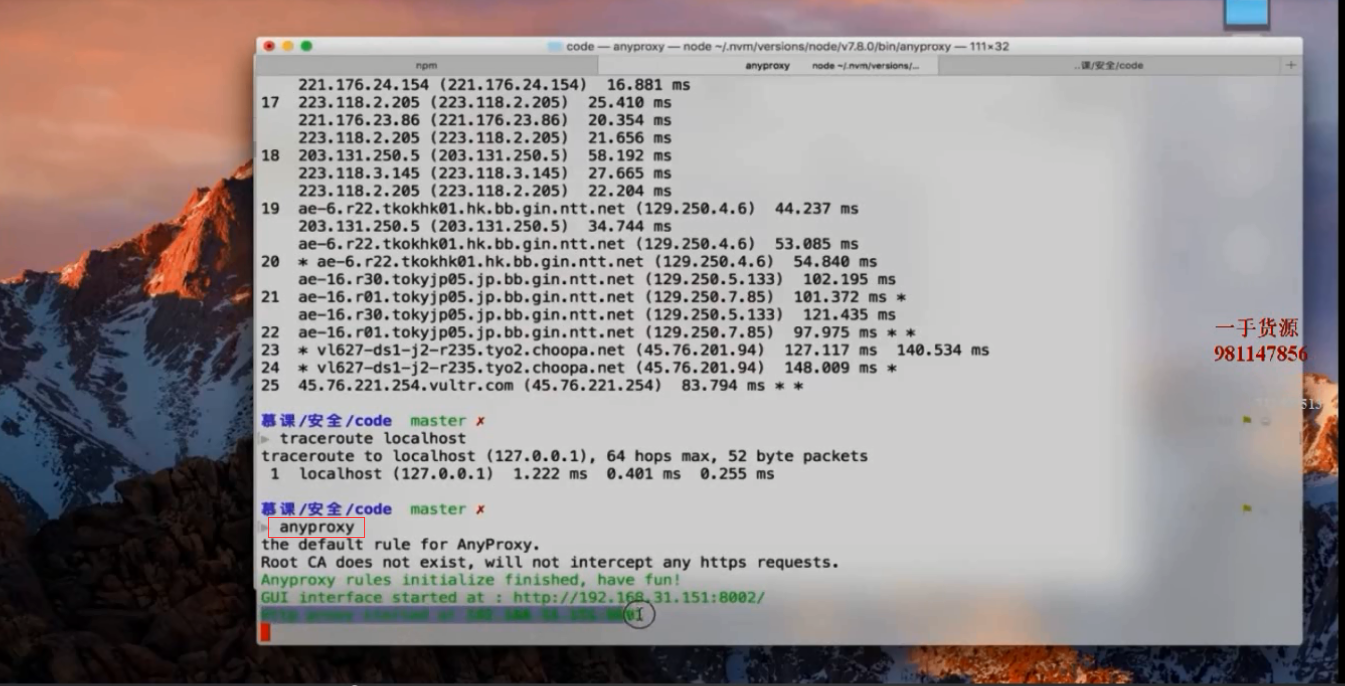 code — anyproxy — node ~/.nvm/versions/node/v7.8.0/bin/anyproxy — 111×32
npm
anyproxy node ~/.nvm/versions/...
..课/安全/code
+
221.176.24.154 (221.176.24.154) 16.881 ms
17 223.118.2.205 (223.118.2.205) 25.410 ms
221.176.23.86 (221.176.23.86) 20.354 ms
223.118.2.205 (223.118.2.205) 21.656 ms
18 203.131.250.5 (203.131.250.5) 58.192 ms
223.118.3.145 (223.118.3.145) 27.665 ms
223.118.2.205 (223.118.2.205) 22.204 ms
19 ae-6.r22.tkokhk01.hk.bb.gin.ntt.net (129.250.4.6) 44.237 ms
203.131.250.5 (203.131.250.5) 34.744 ms
ae-6.r22.tkokhk01.hk.bb.gin.ntt.net (129.250.4.6) 53.085 ms
20 * ae-6.r22.tkokhk01.hk.bb.gin.ntt.net (129.250.4.6) 54.840 ms
ae-16.r30.tokyjp05.jp.bb.gin.ntt.net (129.250.5.133) 102.195 ms
21 ae-16.r01.tokyjp05.jp.bb.gin.ntt.net (129.250.7.85) 101.372 ms *
ae-16.r30.tokyjp05.jp.bb.gin.ntt.net (129.250.5.133) 121.435 ms
22 ae-16.r01.tokyjp05.jp.bb.gin.ntt.net (129.250.7.85) 97.975 ms * *
23 * vl627-ds1-j2-r235.tyo2.choopa.net (45.76.201.94) 127.117 ms 140.534 ms
24 * vl627-ds1-j2-r235.tyo2.choopa.net (45.76.201.94) 148.009 ms *
25 45.76.221.254.vultr.com (45.76.221.254) 83.794 ms * *
慕课/安全/code master ✗
▶ traceroute localhost
traceroute to localhost (127.0.0.1), 64 hops max, 52 byte packets
1 localhost (127.0.0.1) 1.222 ms 0.401 ms 0.255 ms
慕课/安全/code master ✗
▶ anyproxy
the default rule for AnyProxy.
Root CA does not exist, will not intercept any https requests.
Anyproxy rules initialize finished, have fun!
GUI interface started at : http://192.168.31.151:8002/
Http proxy started at 192.168.31.151:8001
一手货源
981147856